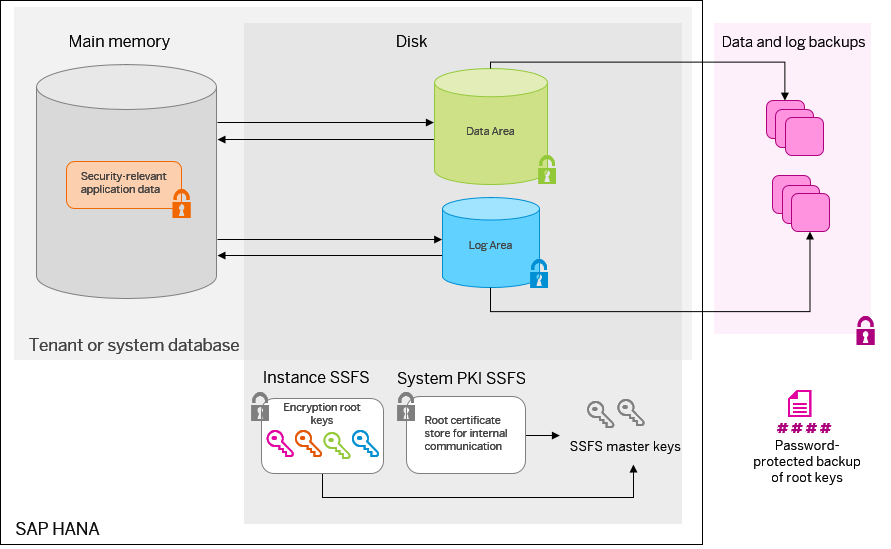 Main memory
Disk
Data and log backups
Data Area
Security-relevant
application data
Log Area
Tenant or system database
Instance SSFS
System PKI SSFS
Encryption root
keys
Root certificate
store for internal
communication
SSFS master keys
####
Password-
protected backup
of root keys
SAP HANA